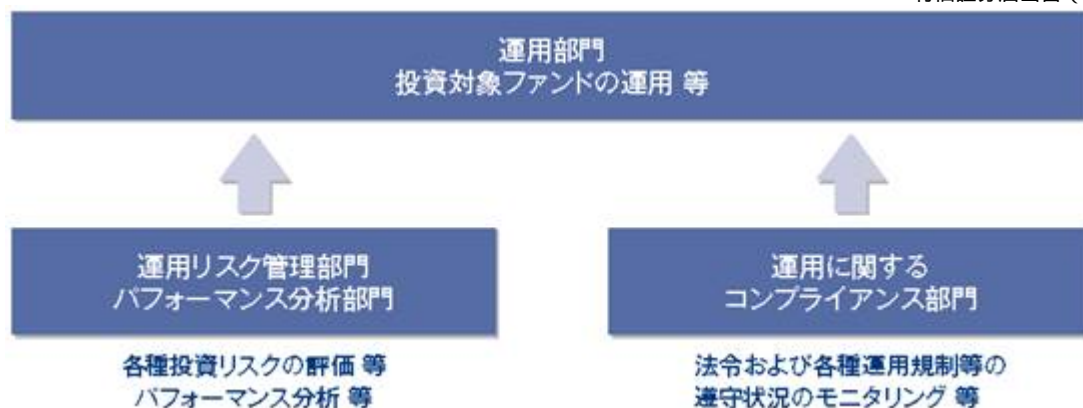 運用部門
投資対象ファンドの運用 等
運用リスク管理部門
パフォーマンス分析部門
運用に関する
コンプライアンス部門
各種投資リスクの評価 等
パフォーマンス分析 等
法令および各種運用規制等の
遵守状況のモニタリング 等